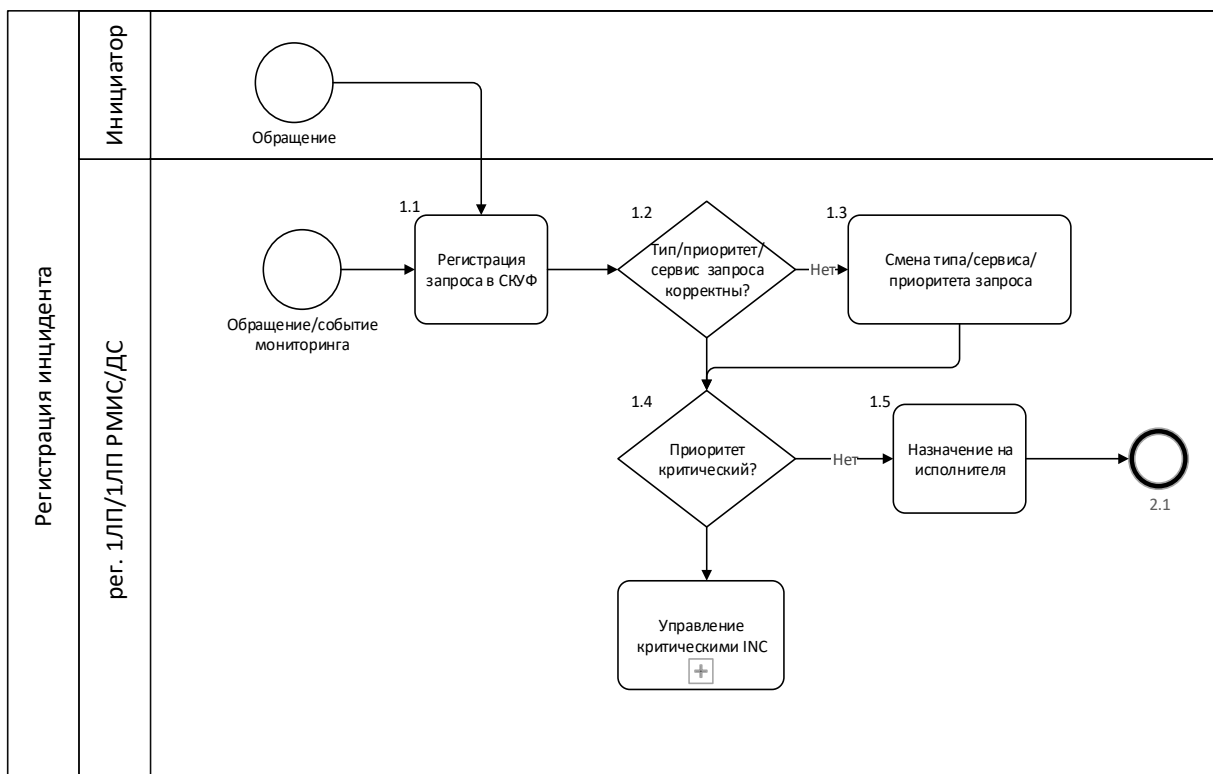 Регистрация инцидента
Инициатор
Обращение
рег. 1ЛП/1ЛП РМИС/ДС
Обращение/событие
мониторинга
1.1
Регистрация
запроса в СКУФ
1.2
Тип/приоритет/
сервис запроса
корректны?
Нет
1.3
Смена типа/сервиса/
приоритета запроса
1.4
Приоритет
критический?
Нет
1.5
Назначение на
исполнителя
2.1
Управление
критическими INC